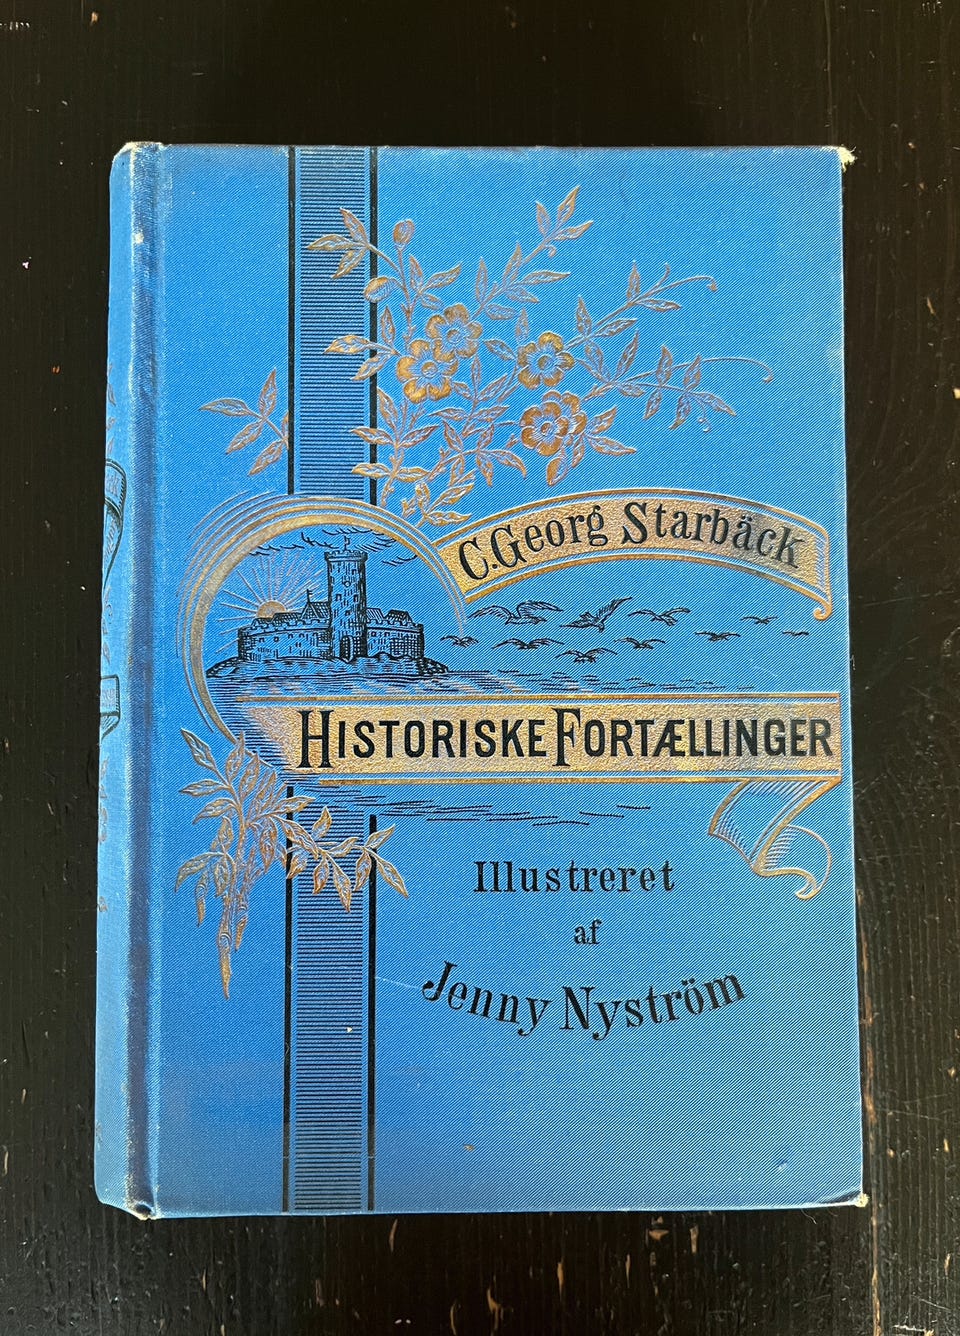 C. Georg Starbäck
HISTORISKE FORTÆLLINGER
Illustreret
af
Jenny Nyström